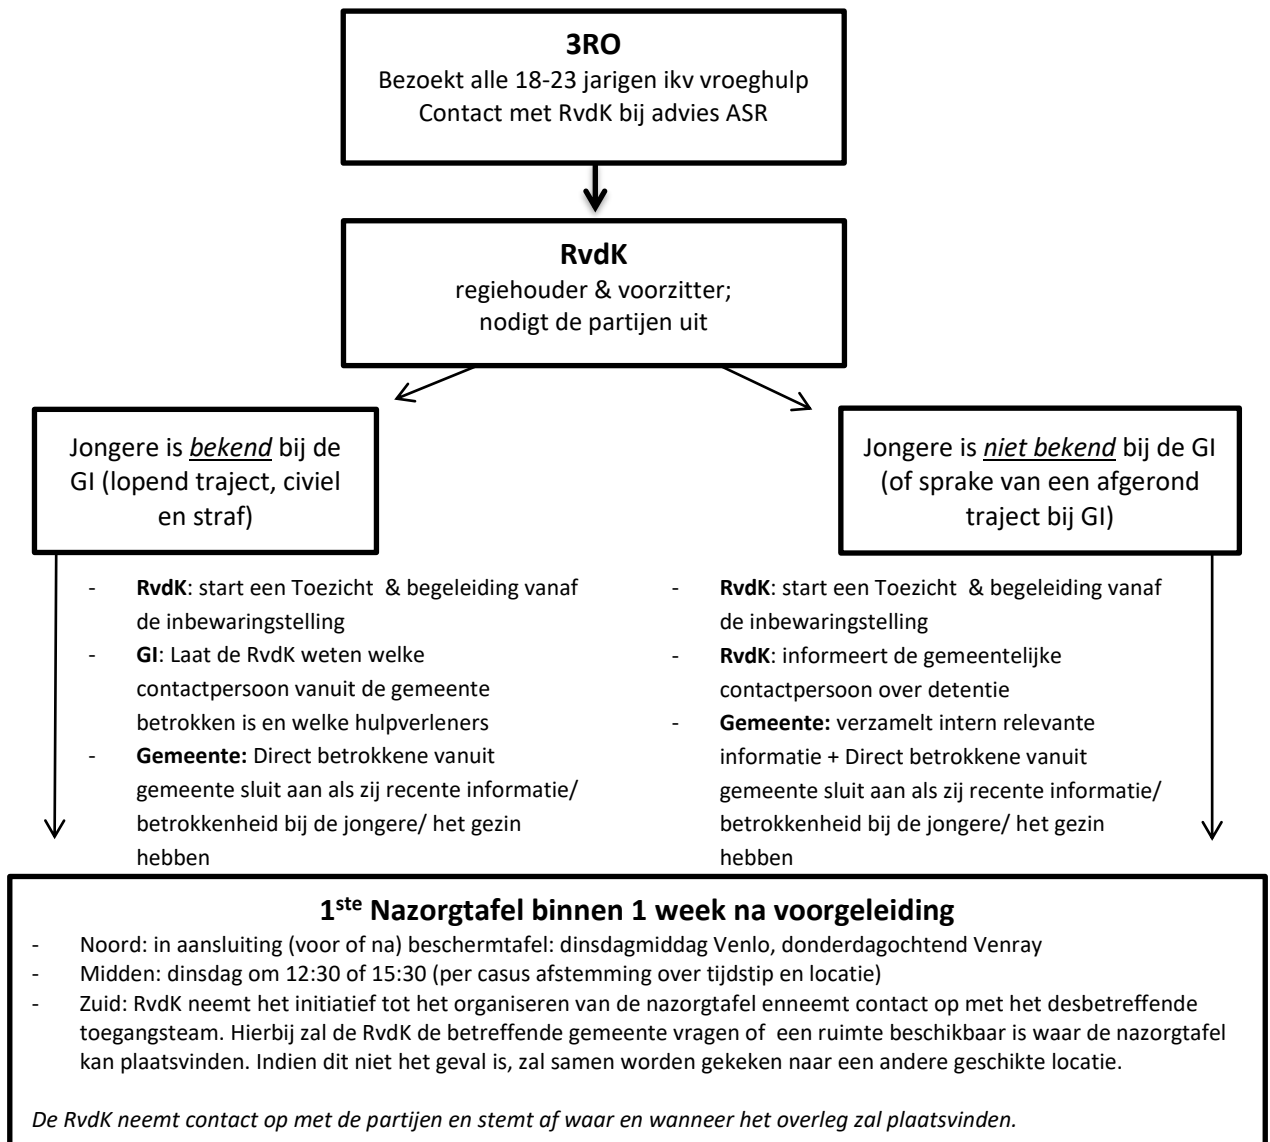 3RO
Bezoekt alle 18-23 jarigen ikv vroeghulp
Contact met RvdK bij advies ASR
RvdK
regiehouder & voorzitter;
nodigt de partijen uit
Jongere is bekend bij de
GI (lopend traject, civiel
en straf)
Jongere is niet bekend bij de GI
(of sprake van een afgerond
traject bij GI)
- RvdK: start een Toezicht & begeleiding vanaf
de inbewaringstelling
- GI: Laat de RvdK weten welke
contactpersoon vanuit de gemeente
betrokken is en welke hulpverleners
- Gemeente: Direct betrokkene vanuit
gemeente sluit aan als zij recente informatie/
betrokkenheid bij de jongere/ het gezin
hebben
- RvdK: start een Toezicht & begeleiding vanaf
de inbewaringstelling
- RvdK: informeert de gemeentelijke
contactpersoon over detentie
- Gemeente: verzamelt intern relevante
informatie + Direct betrokkene vanuit
gemeente sluit aan als zij recente informatie/
betrokkenheid bij de jongere/ het gezin
hebben
1ste Nazorgtafel binnen 1 week na voorgeleiding
- Noord: in aansluiting (voor of na) beschermtafel: dinsdagmiddag Venlo, donderdagochtend Venray
- Midden: dinsdag om 12:30 of 15:30 (per casus afstemming over tijdstip en locatie)
- Zuid: RvdK neemt het initiatief tot het organiseren van de nazorgtafel enneemt contact op met het desbetreffende
toegangsteam. Hierbij zal de RvdK de betreffende gemeente vragen of een ruimte beschikbaar is waar de nazorgtafel
kan plaatsvinden. Indien dit niet het geval is, zal samen worden gekeken naar een andere geschikte locatie.
De RvdK neemt contact op met de partijen en stemt af waar en wanneer het overleg zal plaatsvinden.